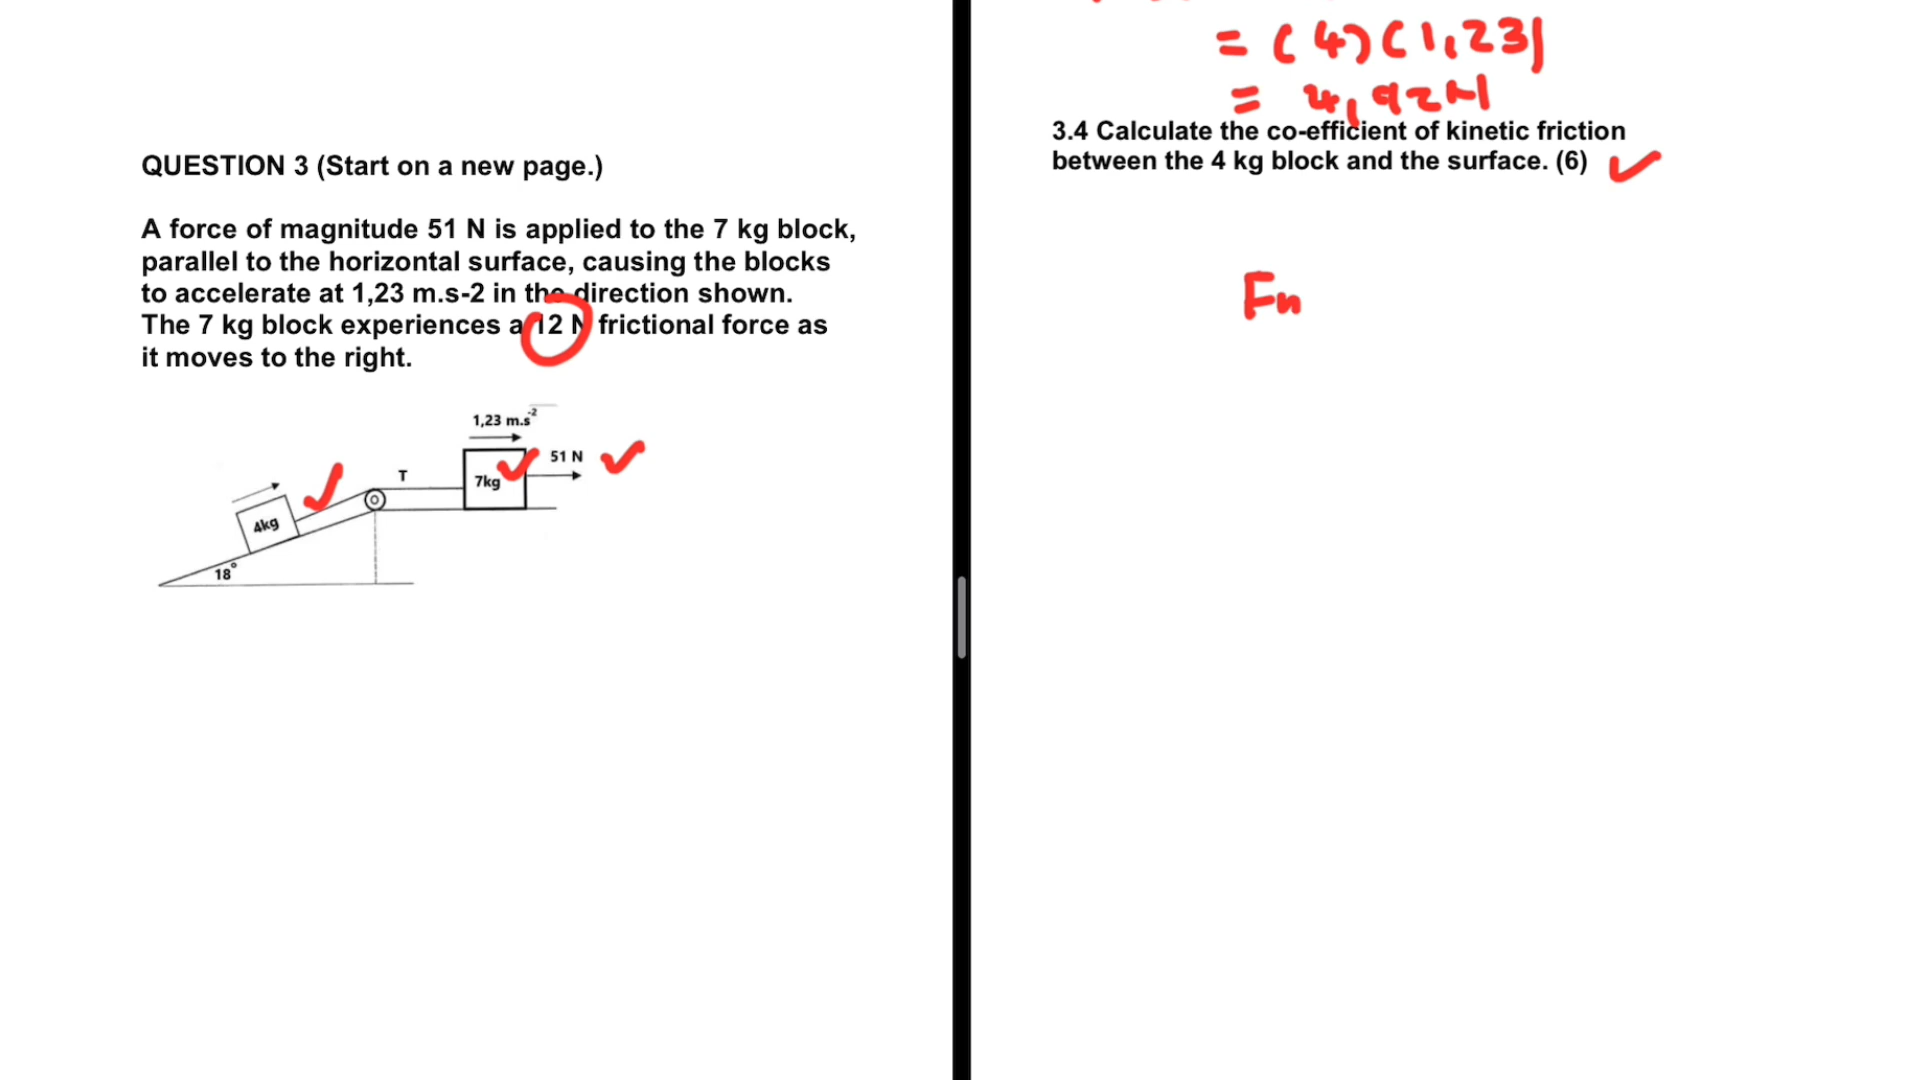 QUESTION 3 (Start on a new page.)
A force of magnitude 51 N is applied to the 7 kg block,
parallel to the horizontal surface, causing the blocks
to accelerate at 1,23 m.s-2 in the direction shown.
The 7 kg block experiences a 12 N frictional force as
it moves to the right.
1,23 m.s-2
51 N
T
7kg
4kg
18°
= (4)(1,23)
= 4,92N
3.4 Calculate the co-efficient of kinetic friction
between the 4 kg block and the surface. (6)
Fn